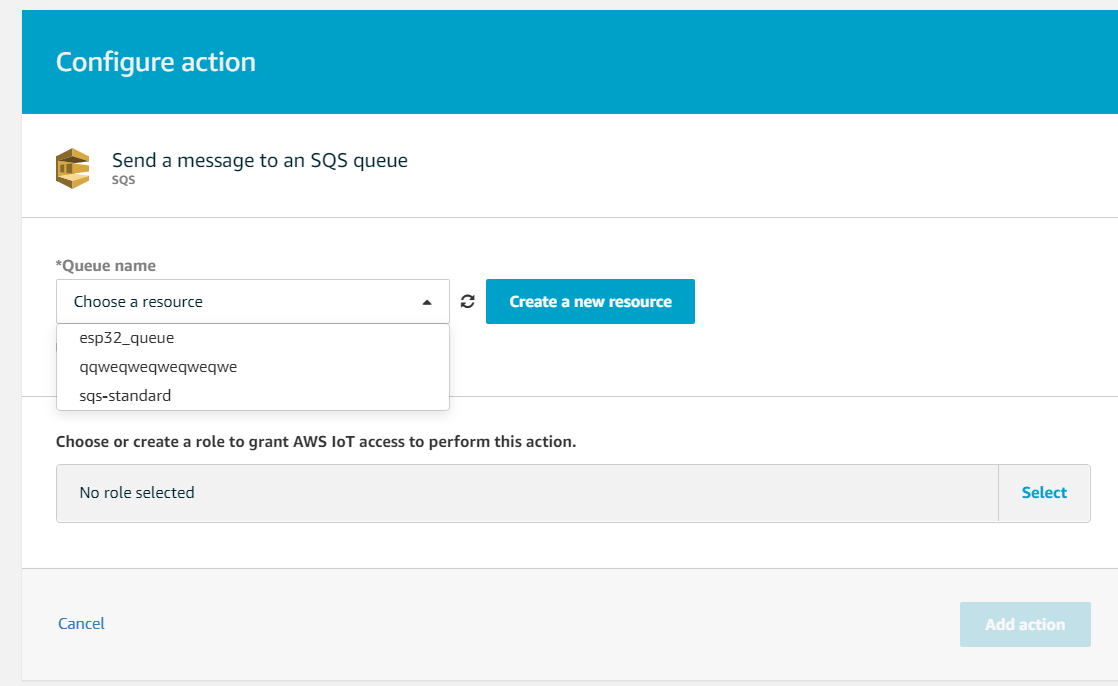 Configure action
Send a message to an SQS queue
SQS
*Queue name
Choose a resource
Create a new resource
esp32_queue
qqweqweqweqweqwe
sqs-standard
Choose or create a role to grant AWS IoT access to perform this action.
No role selected
Select
Cancel
Add action